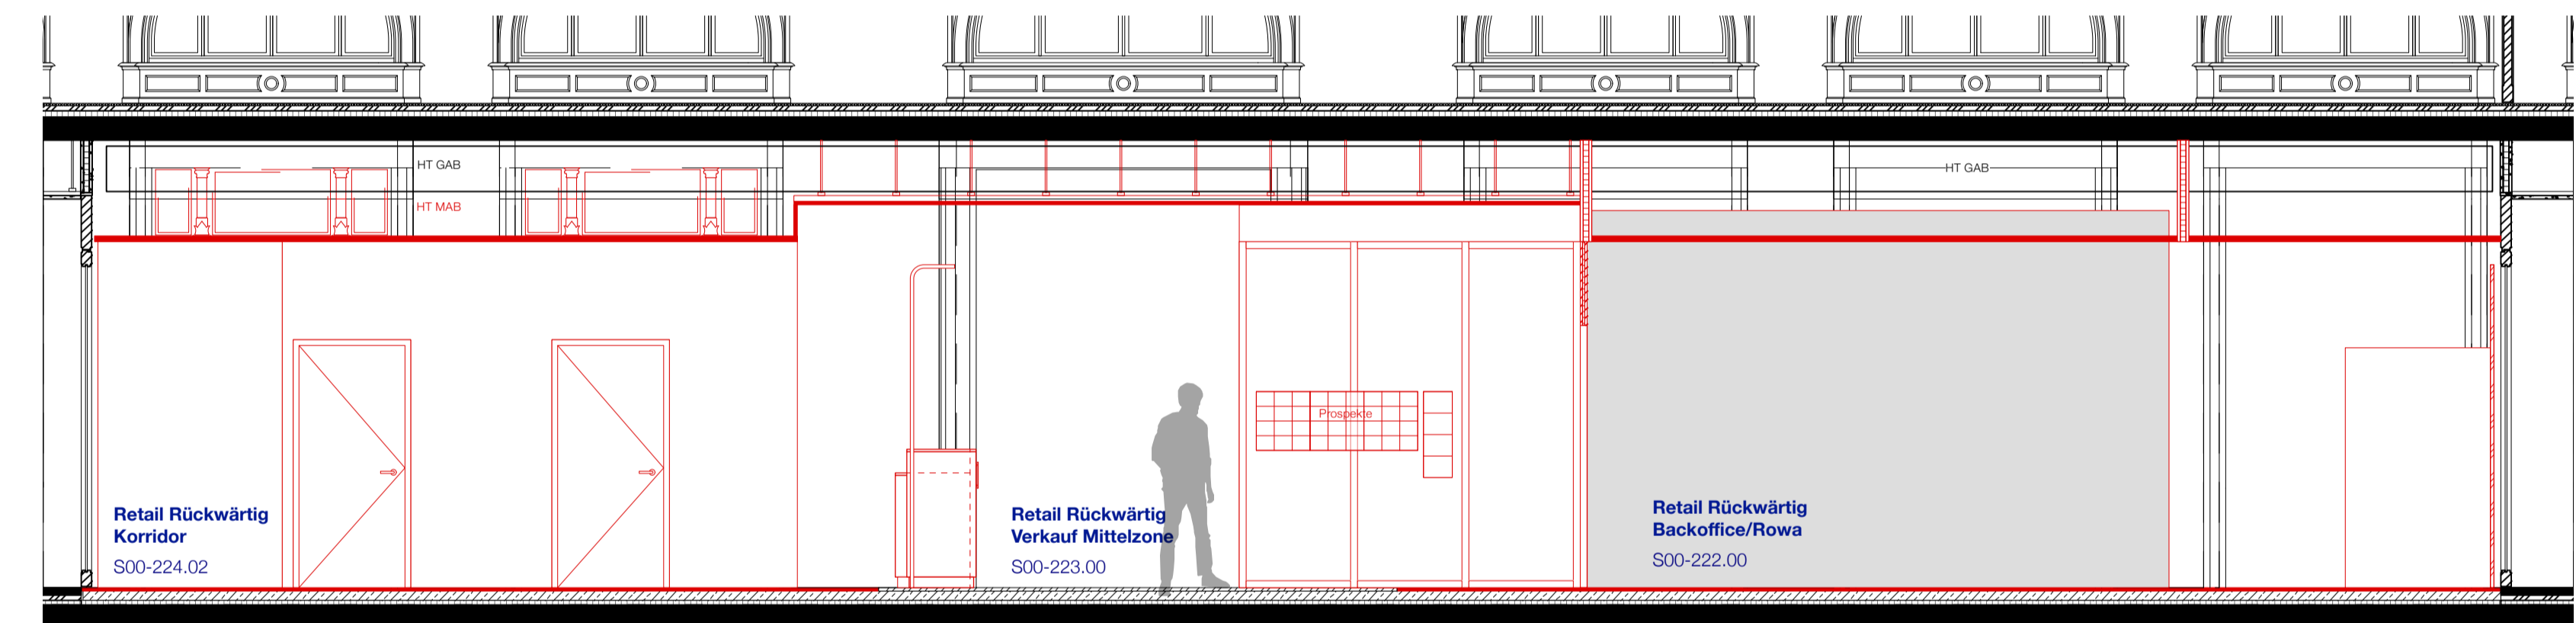 HT GAB
HT GAB
HT MAB
Prospekte
Retail Rückwärtig
Korridor
S00-224.02
Retail Rückwärtig
Verkauf Mittelzone
S00-223.00
Retail Rückwärtig
Backoffice/Rowa
S00-222.00